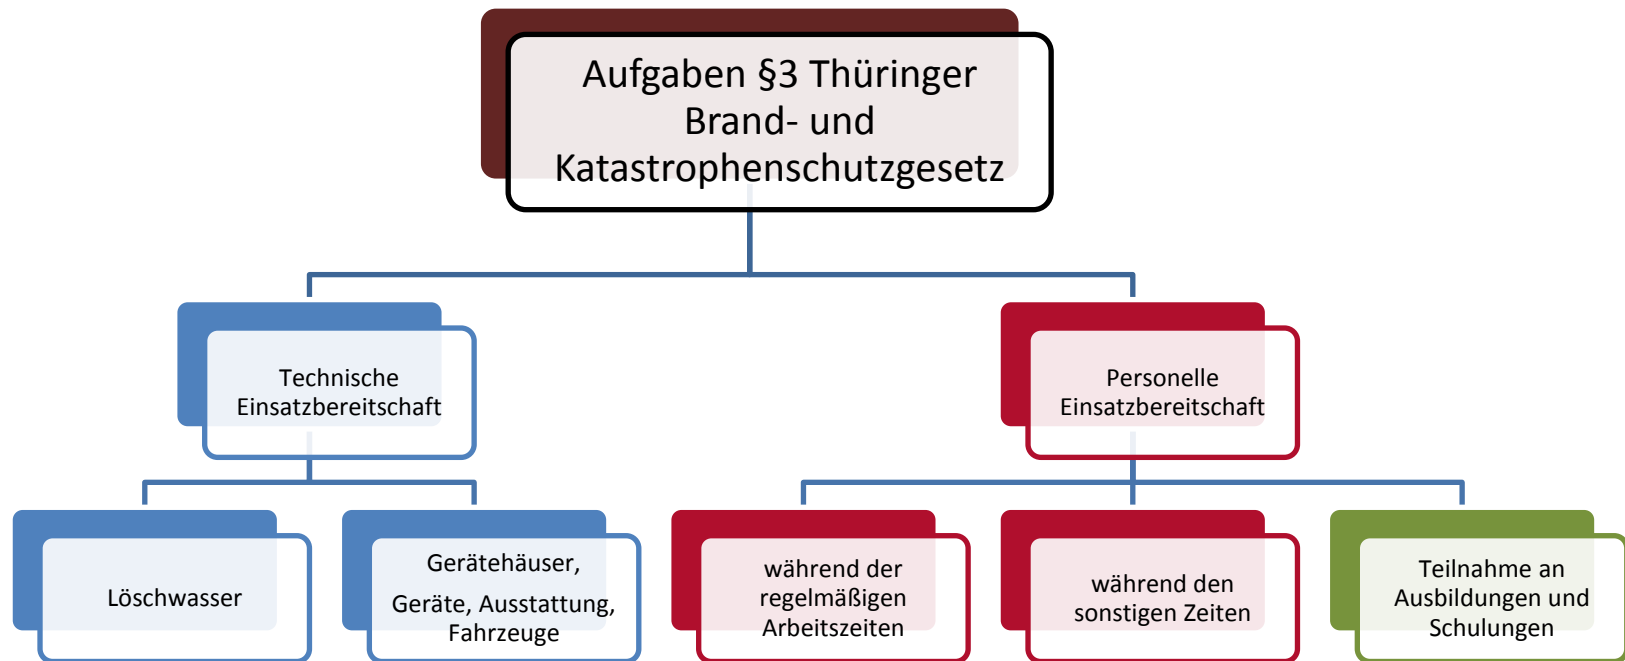 Aufgaben §3 Thüringer
Brand- und
Katastrophenschutzgesetz
Technische
Einsatzbereitschaft
Personelle
Einsatzbereitschaft
Löschwasser
Gerätehäuser,
Geräte, Ausstattung,
Fahrzeuge
während der
regelmäßigen
Arbeitszeiten
während den
sonstigen Zeiten
Teilnahme an
Ausbildungen und
Schulungen